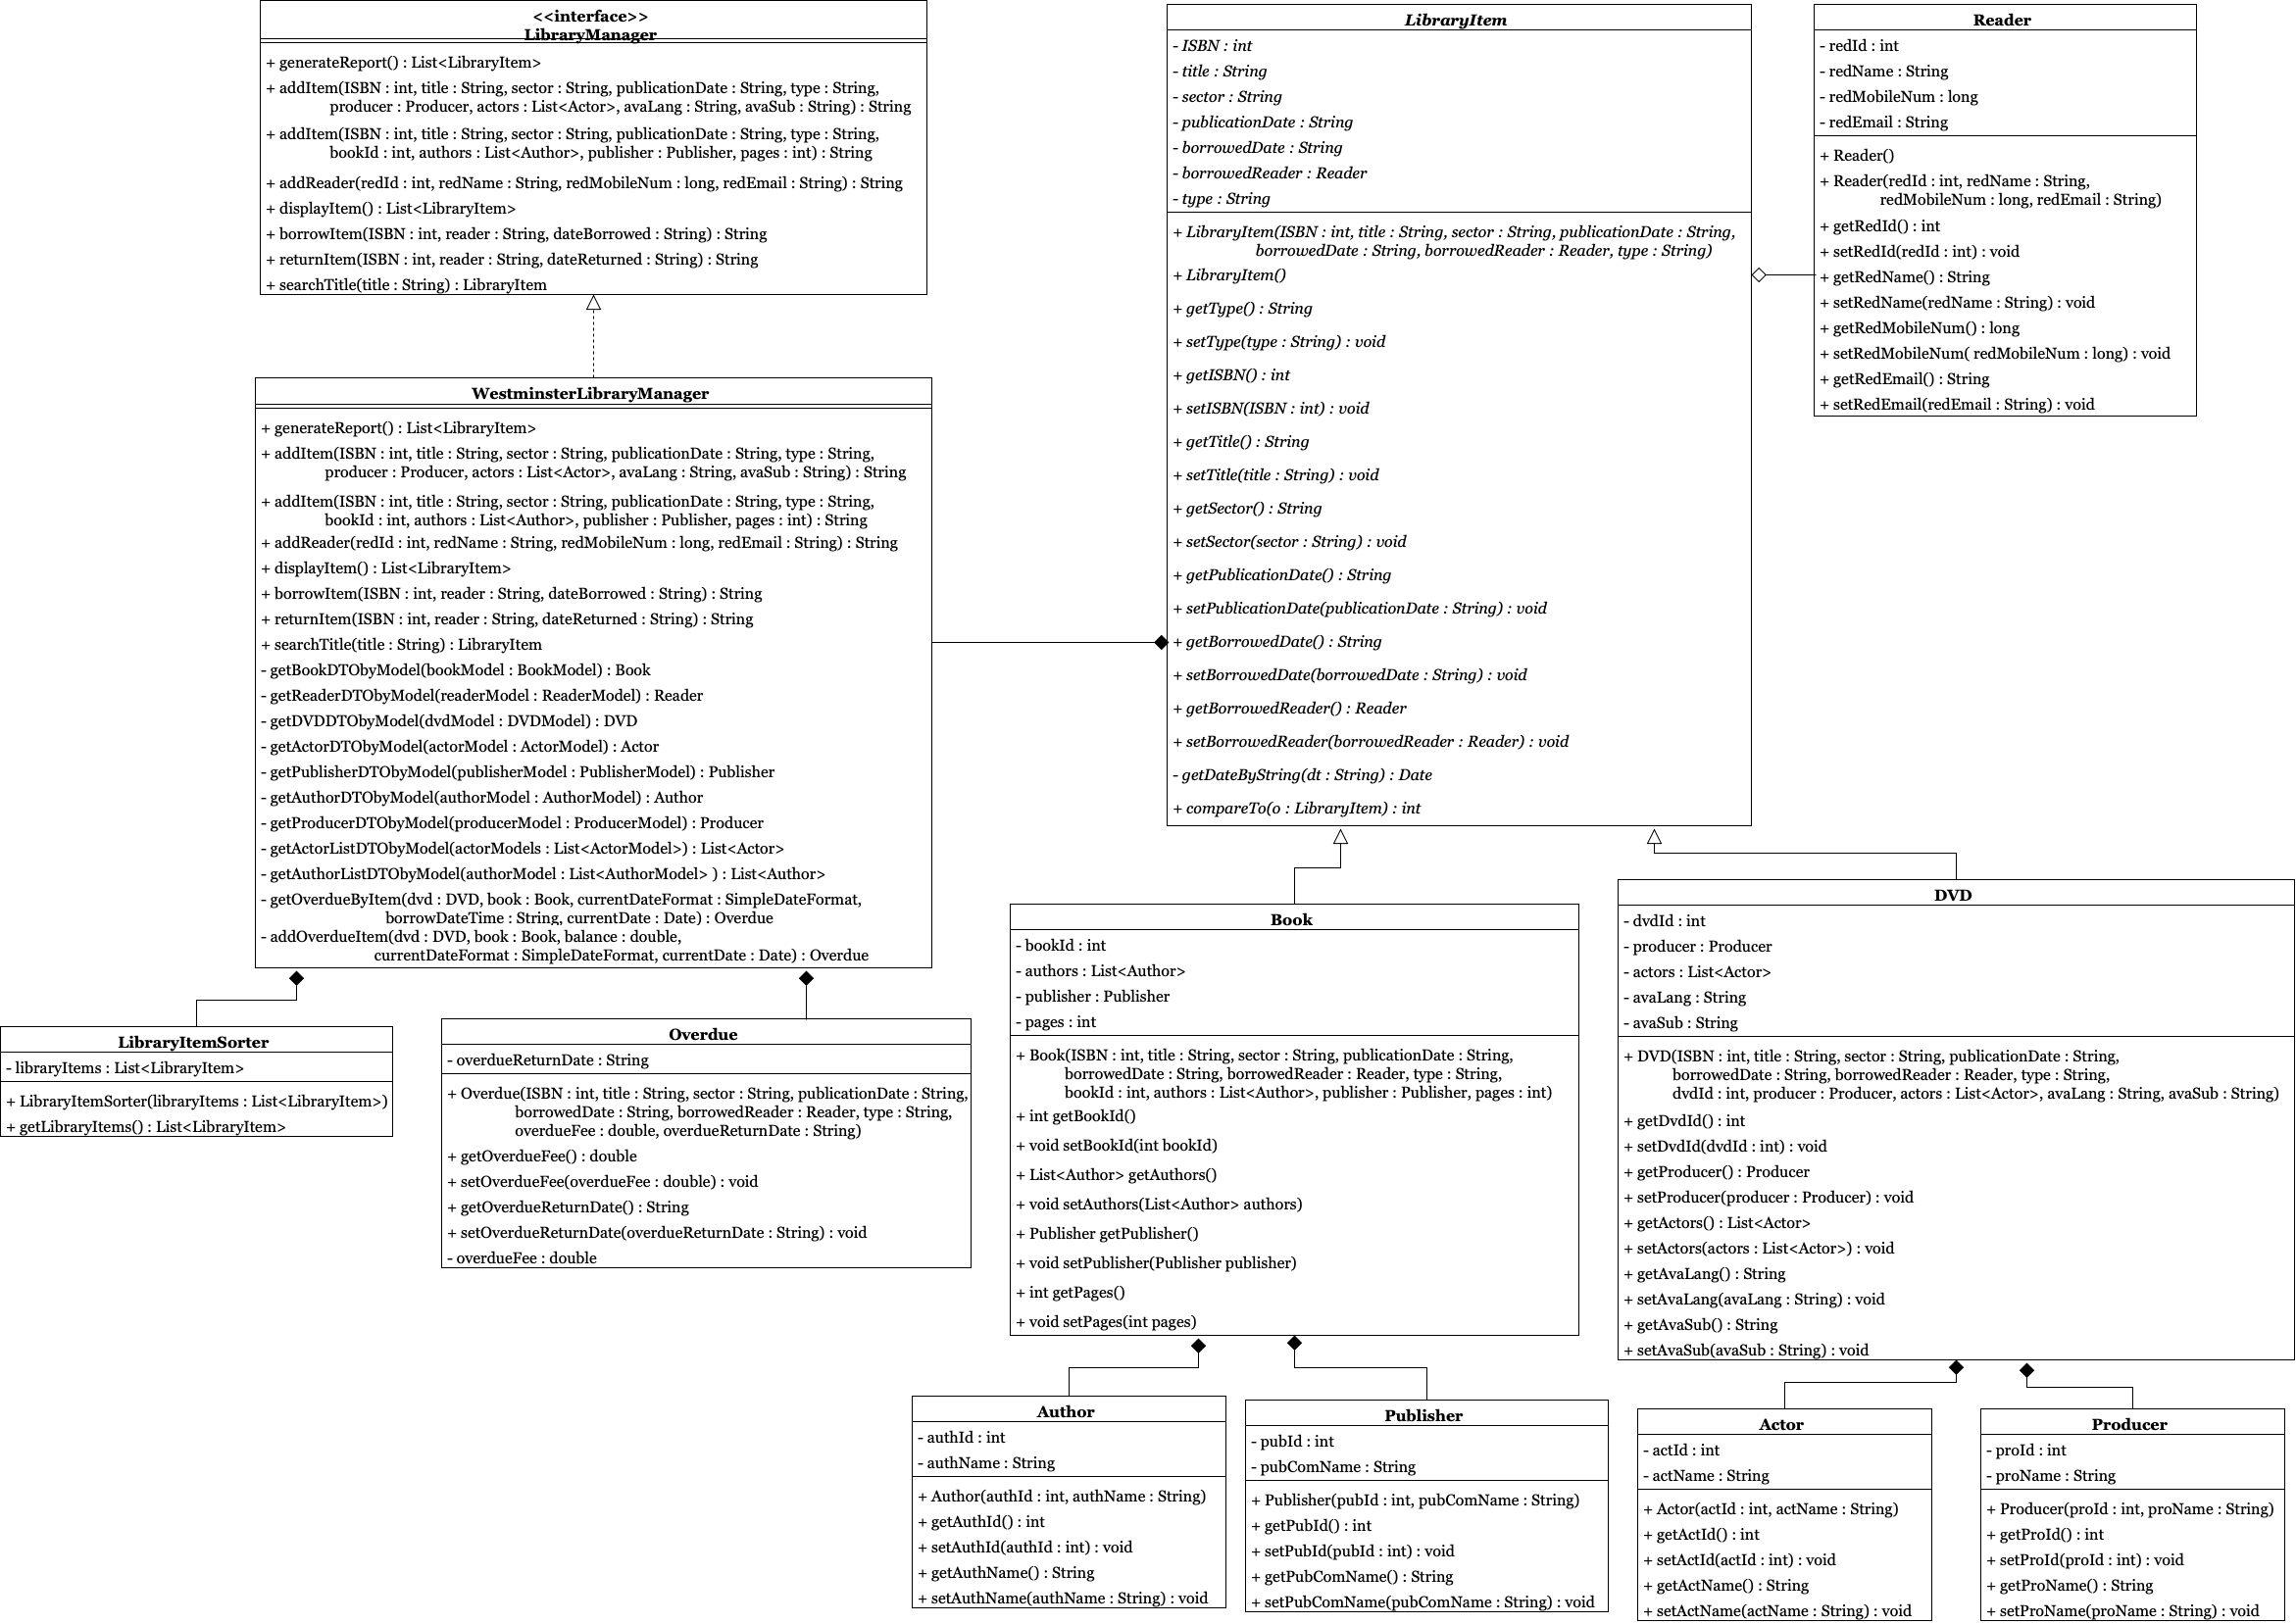 <<interface>>
LibraryManager
+ generateReport() : List<LibraryItem>
+ addItem(ISBN : int, title : String, sector : String, publicationDate : String, type : String,
producer : Producer, actors : List<Actor>, avaLang : String, avaSub : String) : String
+ addItem(ISBN : int, title : String, sector : String, publicationDate : String, type : String,
bookId : int, authors : List<Author>, publisher : Publisher, pages : int) : String
+ addReader(redId : int, redName : String, redMobileNum : long, redEmail : String) : String
+ displayItem() : List<LibraryItem>
+ borrowItem(ISBN : int, reader : String, dateBorrowed : String) : String
+ returnItem(ISBN : int, reader : String, dateReturned : String) : String
+ searchTitle(title : String) : LibraryItem
WestminsterLibraryManager
+ generateReport() : List<LibraryItem>
+ addItem(ISBN : int, title : String, sector : String, publicationDate : String, type : String,
producer : Producer, actors : List<Actor>, avaLang : String, avaSub : String) : String
+ addItem(ISBN : int, title : String, sector : String, publicationDate : String, type : String,
bookId : int, authors : List<Author>, publisher : Publisher, pages : int) : String
+ addReader(redId : int, redName : String, redMobileNum : long, redEmail : String) : String
+ displayItem() : List<LibraryItem>
+ borrowItem(ISBN : int, reader : String, dateBorrowed : String) : String
+ returnItem(ISBN : int, reader : String, dateReturned : String) : String
+ searchTitle(title : String) : LibraryItem
- getBookDTObyModel(bookModel : BookModel) : Book
- getReaderDTObyModel(readerModel : ReaderModel) : Reader
- getDVDDTObyModel(dvdModel : DVDModel) : DVD
- getActorDTObyModel(actorModel : ActorModel) : Actor
- getPublisherDTObyModel(publisherModel : PublisherModel) : Publisher
- getAuthorDTObyModel(authorModel : AuthorModel) : Author
- getProducerDTObyModel(producerModel : ProducerModel) : Producer
- getActorListDTObyModel(actorModels : List<ActorModel>) : List<Actor>
- getAuthorListDTObyModel(authorModel : List<AuthorModel> ) : List<Author>
- getOverdueByItem(dvd : DVD, book : Book, currentDateFormat : SimpleDateFormat,
borrowDateTime : String, currentDate : Date) : Overdue
- addOverdueItem(dvd : DVD, book : Book, balance : double,
currentDateFormat : SimpleDateFormat, currentDate : Date) : Overdue
LibraryItemSorter
- libraryItems : List<LibraryItem>
+ LibraryItemSorter(libraryItems : List<LibraryItem>)
+ getLibraryItems() : List<LibraryItem>
Overdue
- overdueReturnDate : String
+ Overdue(ISBN : int, title : String, sector : String, publicationDate : String,
borrowedDate : String, borrowedReader : Reader, type : String,
overdueFee : double, overdueReturnDate : String)
+ getOverdueFee() : double
+ setOverdueFee(overdueFee : double) : void
+ getOverdueReturnDate() : String
+ setOverdueReturnDate(overdueReturnDate : String) : void
- overdueFee : double
LibraryItem
- ISBN : int
- title : String
- sector : String
- publicationDate : String
- borrowedDate : String
- borrowedReader : Reader
- type : String
+ LibraryItem(ISBN : int, title : String, sector : String, publicationDate : String,
borrowedDate : String, borrowedReader : Reader, type : String)
+ LibraryItem()
+ getType() : String
+ setType(type : String) : void
+ getISBN() : int
+ setISBN(ISBN : int) : void
+ getTitle() : String
+ setTitle(title : String) : void
+ getSector() : String
+ setSector(sector : String) : void
+ getPublicationDate() : String
+ setPublicationDate(publicationDate : String) : void
+ getBorrowedDate() : String
+ setBorrowedDate(borrowedDate : String) : void
+ getBorrowedReader() : Reader
+ setBorrowedReader(borrowedReader : Reader) : void
- getDateByString(dt : String) : Date
+ compareTo(o : LibraryItem) : int
Reader
- redId : int
- redName : String
- redMobileNum : long
- redEmail : String
+ Reader()
+ Reader(redId : int, redName : String,
redMobileNum : long, redEmail : String)
+ getRedId() : int
+ setRedId(redId : int) : void
+ getRedName() : String
+ setRedName(redName : String) : void
+ getRedMobileNum() : long
+ setRedMobileNum( redMobileNum : long) : void
+ getRedEmail() : String
+ setRedEmail(redEmail : String) : void
Book
- bookId : int
- authors : List<Author>
- publisher : Publisher
- pages : int
+ Book(ISBN : int, title : String, sector : String, publicationDate : String,
borrowedDate : String, borrowedReader : Reader, type : String,
bookId : int, authors : List<Author>, publisher : Publisher, pages : int)
+ int getBookId()
+ void setBookId(int bookId)
+ List<Author> getAuthors()
+ void setAuthors(List<Author> authors)
+ Publisher getPublisher()
+ void setPublisher(Publisher publisher)
+ int getPages()
+ void setPages(int pages)
DVD
- dvdId : int
- producer : Producer
- actors : List<Actor>
- avaLang : String
- avaSub : String
+ DVD(ISBN : int, title : String, sector : String, publicationDate : String,
borrowedDate : String, borrowedReader : Reader, type : String,
dvdId : int, producer : Producer, actors : List<Actor>, avaLang : String, avaSub : String)
+ getDvdId() : int
+ setDvdId(dvdId : int) : void
+ getProducer() : Producer
+ setProducer(producer : Producer) : void
+ getActors() : List<Actor>
+ setActors(actors : List<Actor>) : void
+ getAvaLang() : String
+ setAvaLang(avaLang : String) : void
+ getAvaSub() : String
+ setAvaSub(avaSub : String) : void
Author
- authId : int
- authName : String
+ Author(authId : int, authName : String)
+ getAuthId() : int
+ setAuthId(authId : int) : void
+ getAuthName() : String
+ setAuthName(authName : String) : void
Publisher
- pubId : int
- pubComName : String
+ Publisher(pubId : int, pubComName : String)
+ getPubId() : int
+ setPubId(pubId : int) : void
+ getPubComName() : String
+ setPubComName(pubComName : String) : void
Actor
- actId : int
- actName : String
+ Actor(actId : int, actName : String)
+ getActId() : int
+ setActId(actId : int) : void
+ getActName() : String
+ setActName(actName : String) : void
Producer
- proId : int
- proName : String
+ Producer(proId : int, proName : String)
+ getProId() : int
+ setProId(proId : int) : void
+ getProName() : String
+ setProName(proName : String) : void